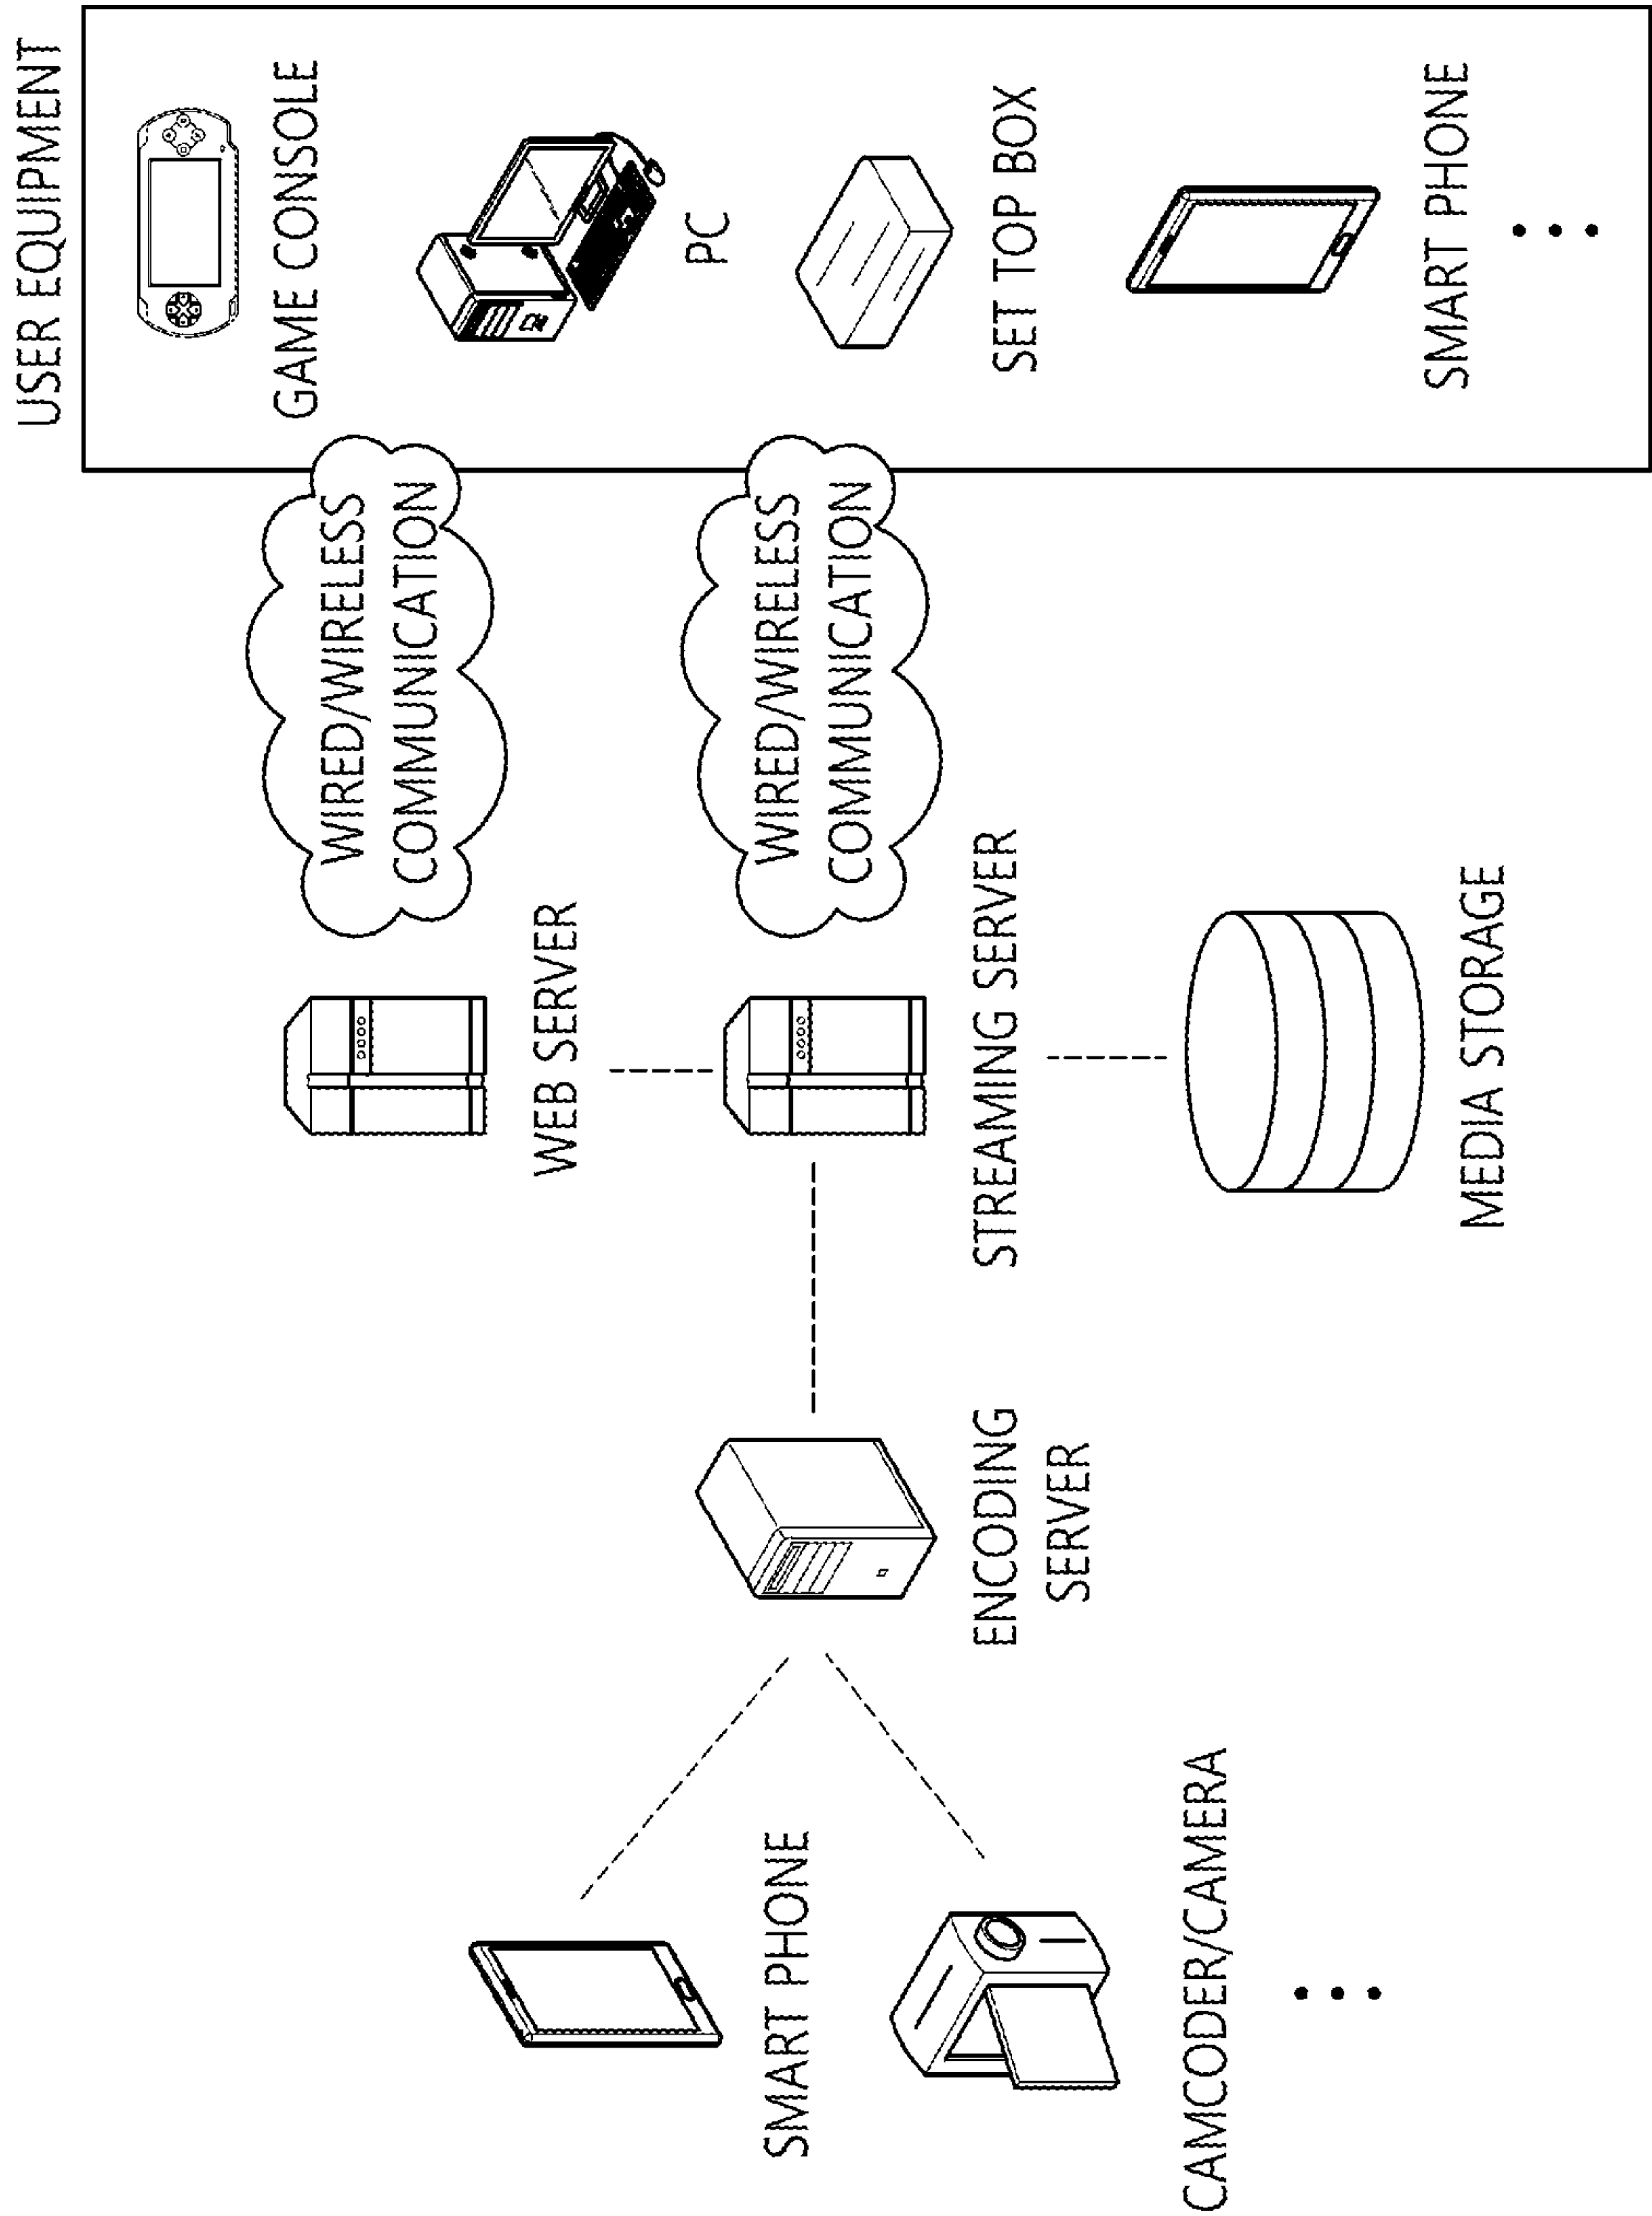 USER EQUIPMENT
GAME CONSOLE
PC
SET TOP BOX
SMART PHONE
WIRED/WIRELESS
COMMUNICATION
WIRED/WIRELESS
COMMUNICATION
WEB SERVER
STREAMING SERVER
MEDIA STORAGE
ENCODING
SERVER
SMART PHONE
CAMCODER/CAMERA